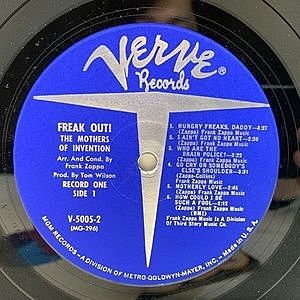 Verve®
Records
FREAK OUT!
THE MOTHERS
OF INVENTION
Arr. And Cond. By
Frank Zappa
Prod. By Tom Wilson
RECORD ONE
SIDE 1
V-5005-2
(MG-296)
1. HUNGRY FREAKS, DADDY—3:27
(Zappa) Frank Zappa Music
2. I AIN'T GOT NO HEART—2:30
(Zappa) Frank Zappa Music
3. WHO ARE THE
BRAIN POLICE?—3:22
(Zappa) Frank Zappa Music
4. GO CRY ON SOMEBODY'S
ELSE'S SHOULDER—3:31
(Zappa-Collins)
Frank Zappa Music
5. MOTHERLY LOVE—2:45
(Zappa) Frank Zappa Music
6. HOW COULD I BE
SUCH A FOOL—2:12
(Zappa) Frank Zappa Music
(BMI)
Frank Zappa Music Is A Division
Of Third Story Music Co.
MGM RECORDS - A DIVISION OF METRO-GOLDWYN-MAYER, INC. - Made in U.S.A.